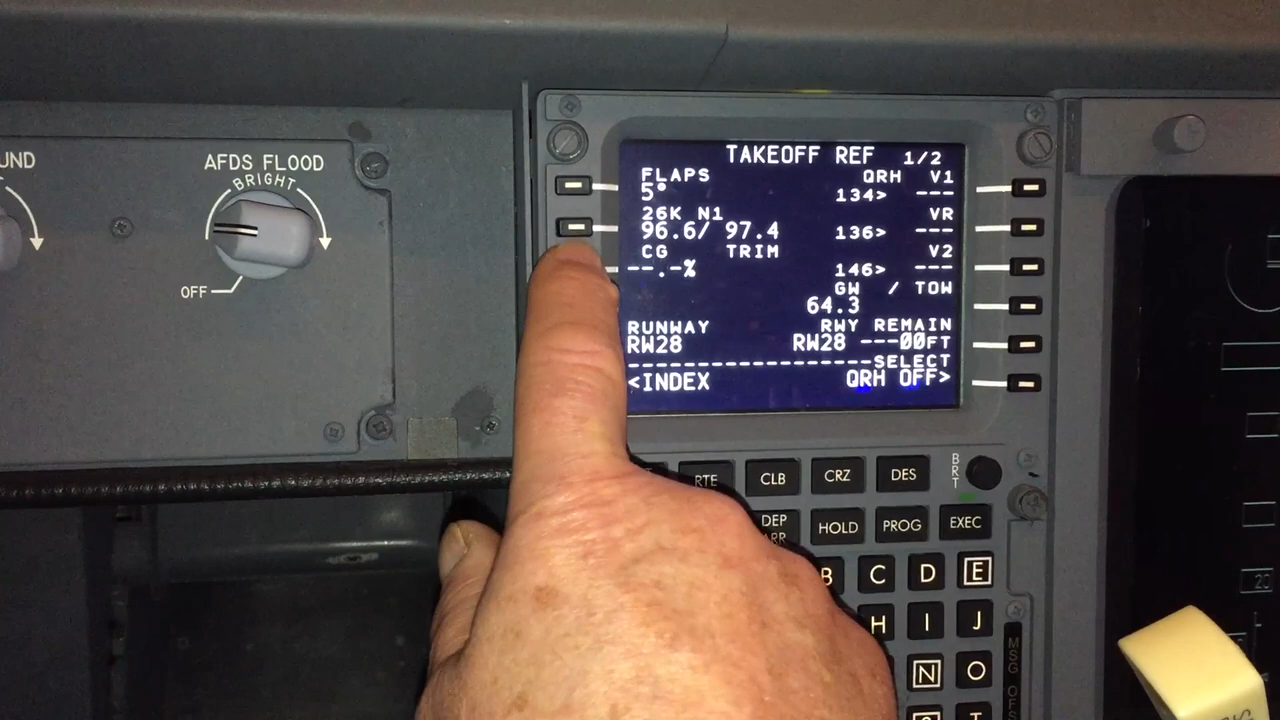 UND
AFDS FLOOD
BRIGHT
OFF
TAKEOFF REF 1/2
FLAPS QRH V1
5° 134> ---
26K N1 VR
96.6/ 97.4 136> ---
CG TRIM V2
--.-% 146> ---
GW / TOW
64.3
RUNWAY RWY REMAIN
RW28 RW28 ---00FT
----------------SELECT
<INDEX QRH OFF>
RTE CLB CRZ DES BRT
DEP ARR HOLD PROG EXEC
B C D E
H I J
N O
MSG
20